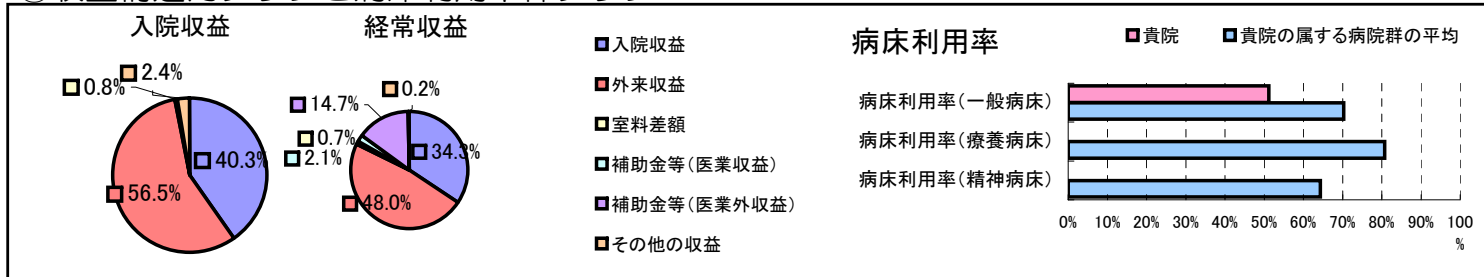 入院収益
2.4%
0.8%
40.3%
56.5%
経常収益
0.2%
14.7%
0.7%
2.1%
34.3%
48.0%
入院収益
外来収益
室料差額
補助金等(医業収益)
補助金等(医業外収益)
その他の収益
病床利用率
貴院
貴院の属する病院群の平均
病床利用率(一般病床)
病床利用率(療養病床)
病床利用率(精神病床)
0% 10% 20% 30% 40% 50% 60% 70% 80% 90% 100
%